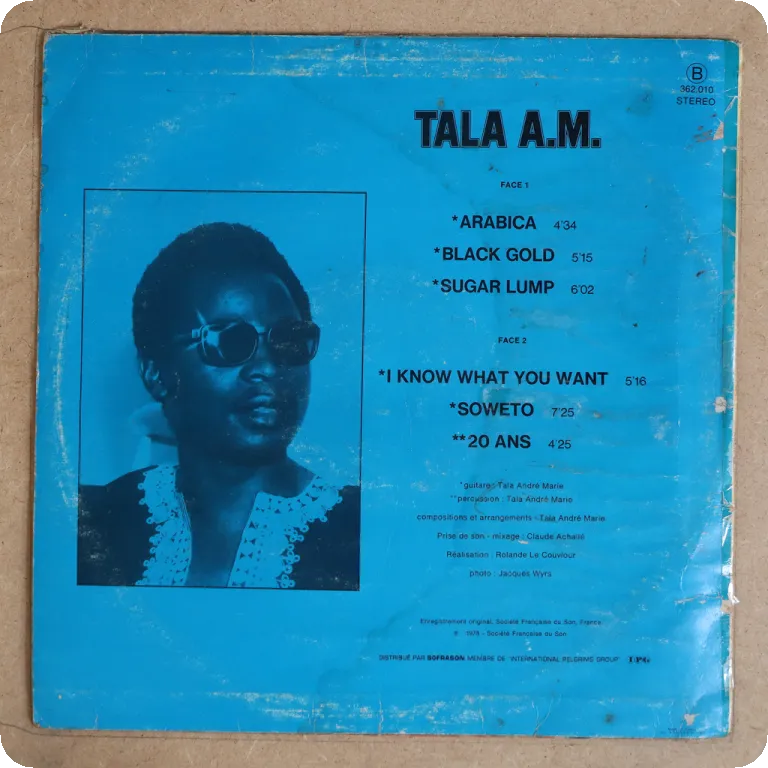 B
362.010
STEREO
TALA A.M.
FACE 1
*ARABICA 4'34
*BLACK GOLD 5'15
*SUGAR LUMP 6'02
FACE 2
*I KNOW WHAT YOU WANT 5'16
*SOWETO 7'25
**20 ANS 4'25
*guitare : Tala André Marie
**percussion : Tala André Marie
compositions et arrangements : Tala André Marie
Prise de son - mixage : Claude Achallé
Réalisation : Rolande Le Couviour
photo : Jacques Wyrs
Enregistrement original, Société Française du Son, France
℗ 1978 - Société Française du Son
DISTRIBUÉ PAR SOFRASON MEMBRE DE "INTERNATIONAL PELGRIMS GROUP" IPG